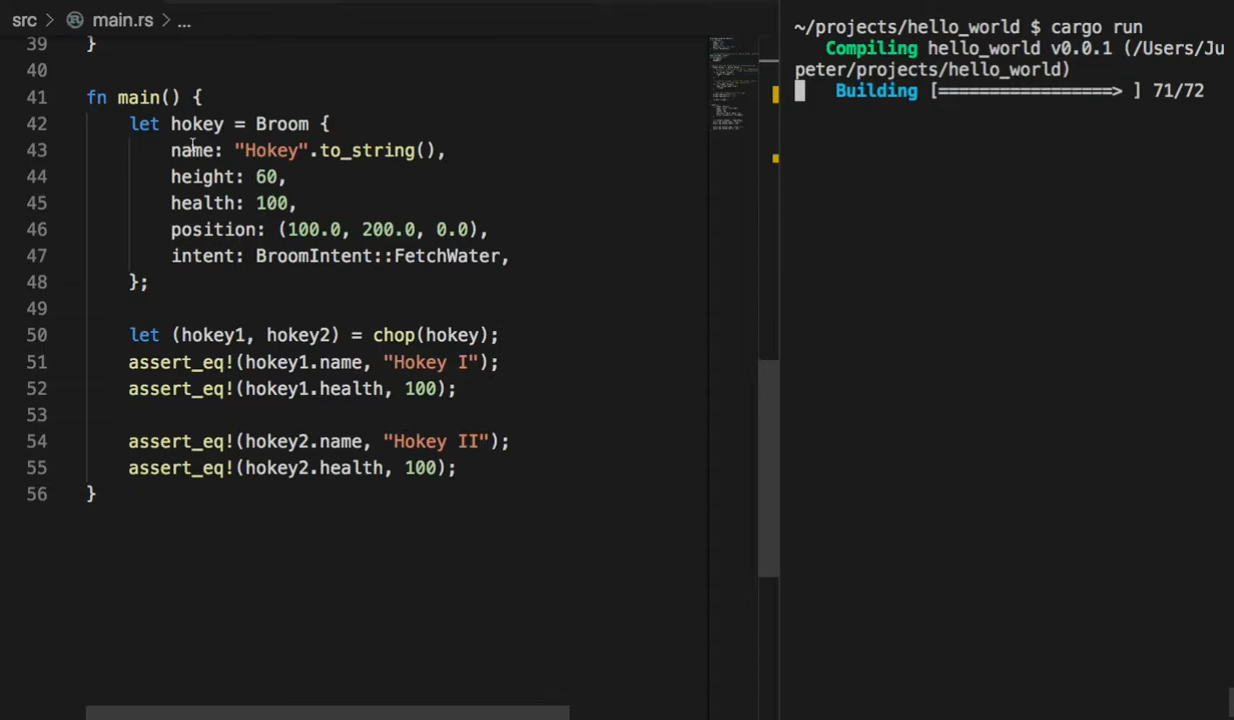 src > main.rs > ...
39 }
40
41 fn main() {
42 let hokey = Broom {
43 name: "Hokey".to_string(),
44 height: 60,
45 health: 100,
46 position: (100.0, 200.0, 0.0),
47 intent: BroomIntent::FetchWater,
48 };
49
50 let (hokey1, hokey2) = chop(hokey);
51 assert_eq!(hokey1.name, "Hokey I");
52 assert_eq!(hokey1.health, 100);
53
54 assert_eq!(hokey2.name, "Hokey II");
55 assert_eq!(hokey2.health, 100);
56 }
~/projects/hello_world $ cargo run
Compiling hello_world v0.0.1 (/Users/Ju
peter/projects/hello_world)
Building [=================> ] 71/72